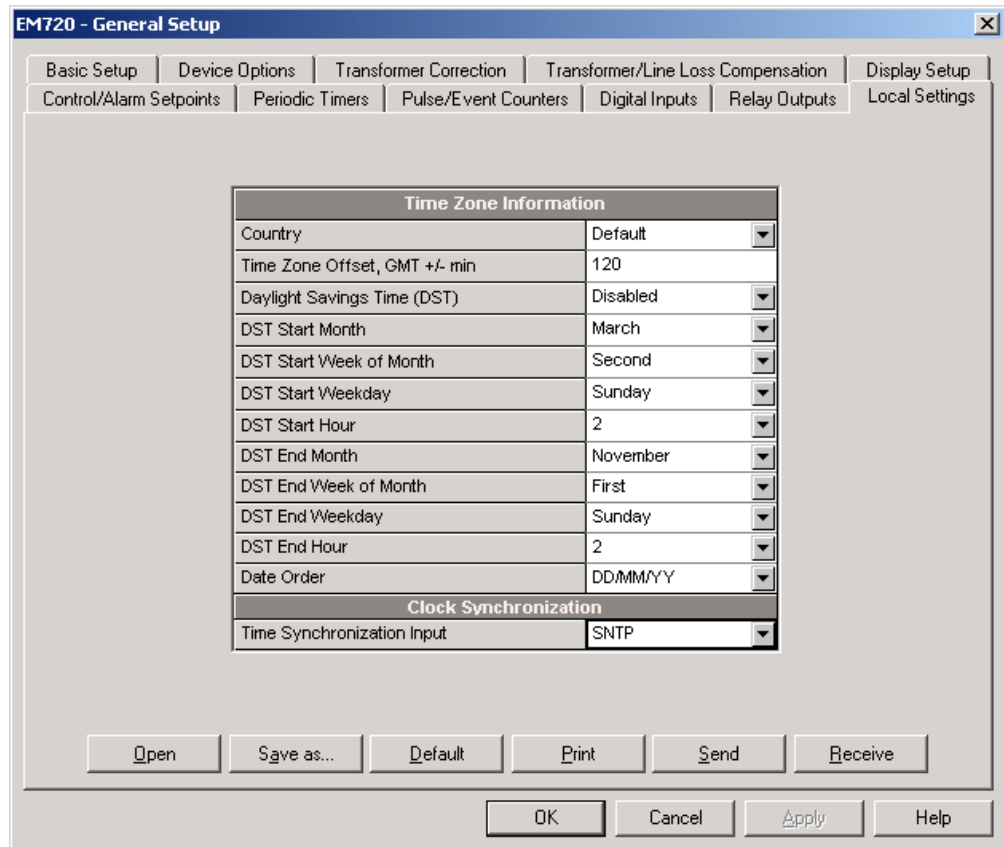 EM720 - General Setup
Basic Setup Device Options Transformer Correction Transformer/Line Loss Compensation Display Setup
Control/Alarm Setpoints Periodic Timers Pulse/Event Counters Digital Inputs Relay Outputs Local Settings
Time Zone Information
Country Default
Time Zone Offset, GMT +/- min 120
Daylight Savings Time (DST) Disabled
DST Start Month March
DST Start Week of Month Second
DST Start Weekday Sunday
DST Start Hour 2
DST End Month November
DST End Week of Month First
DST End Weekday Sunday
DST End Hour 2
Date Order DD/MM/YY
Clock Synchronization
Time Synchronization Input SNTP
Open Save as... Default Print Send Receive
OK Cancel Apply Help